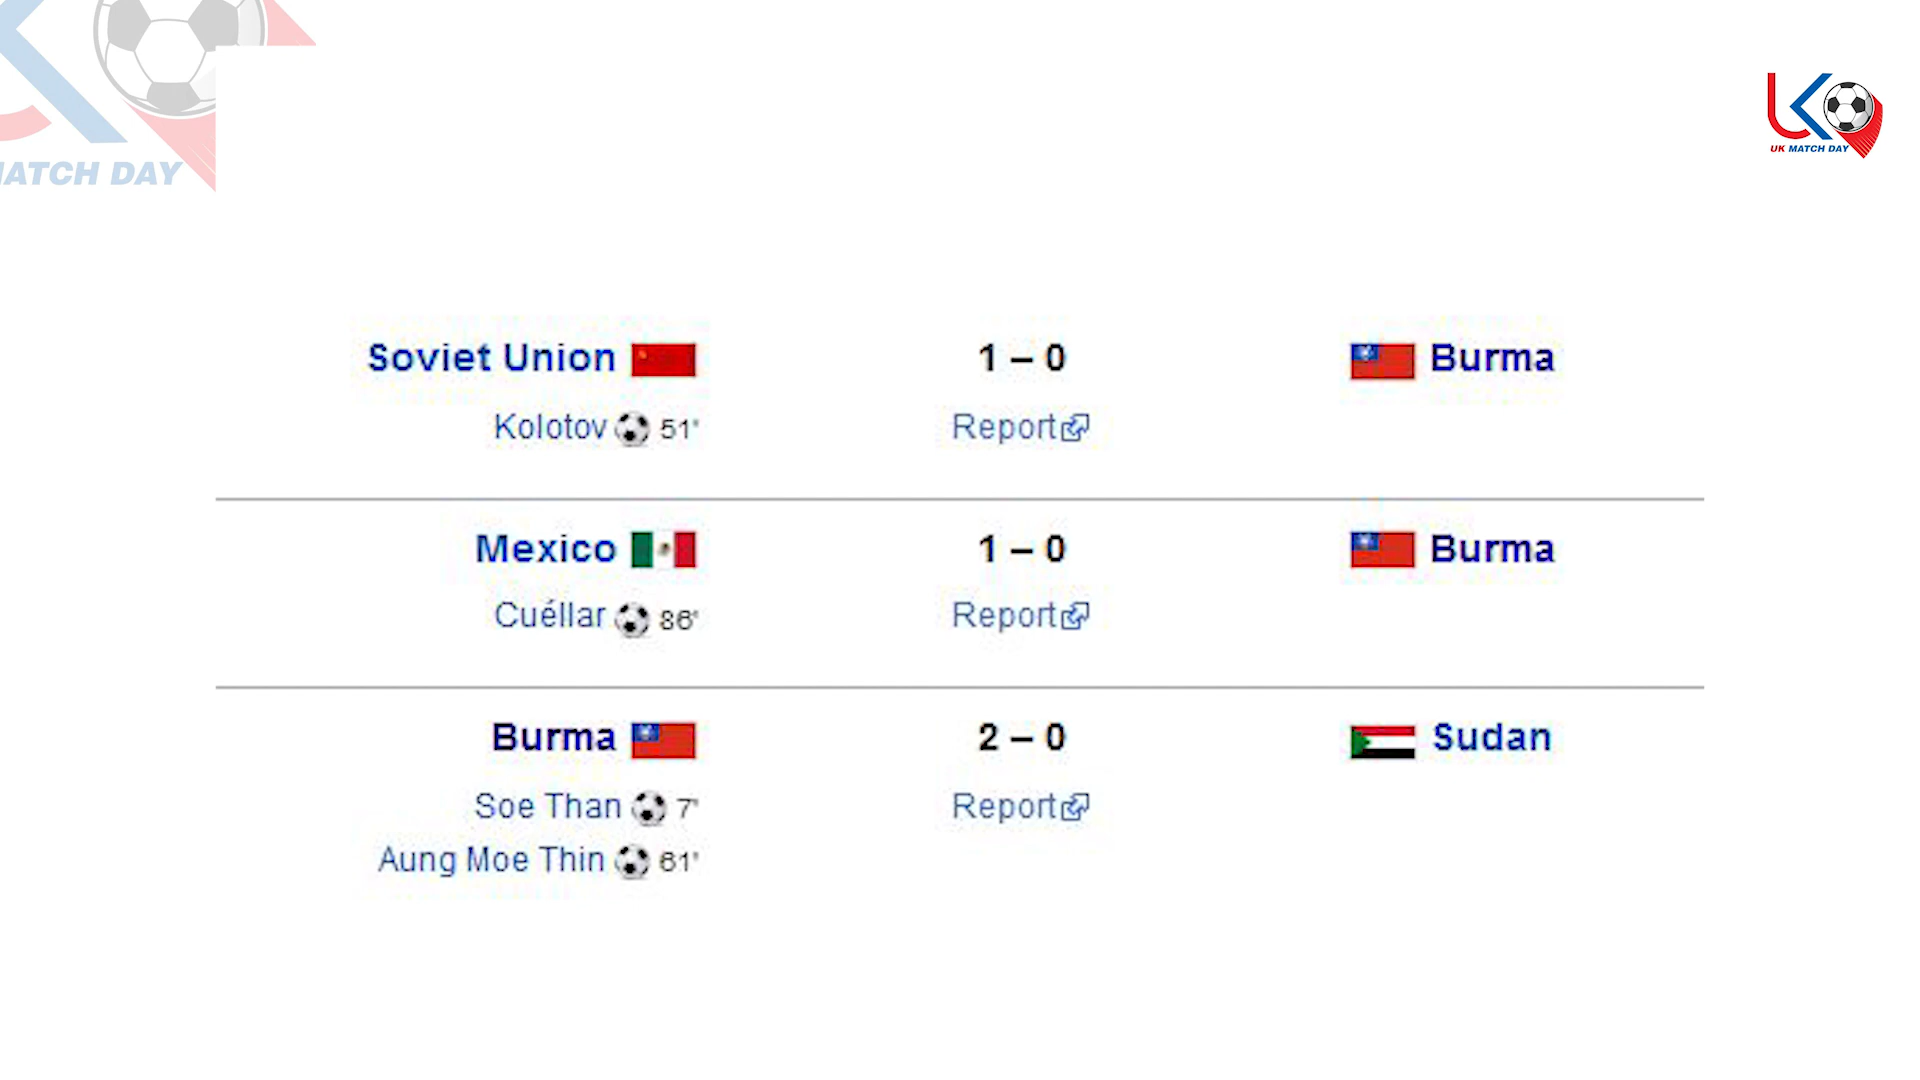 MATCH DAY
UK MATCH DAY
Soviet Union 1 – 0 Burma
Kolotov 51' Report
Mexico 1 – 0 Burma
Cuéllar 86' Report
Burma 2 – 0 Sudan
Soe Than 7' Report
Aung Moe Thin 61'